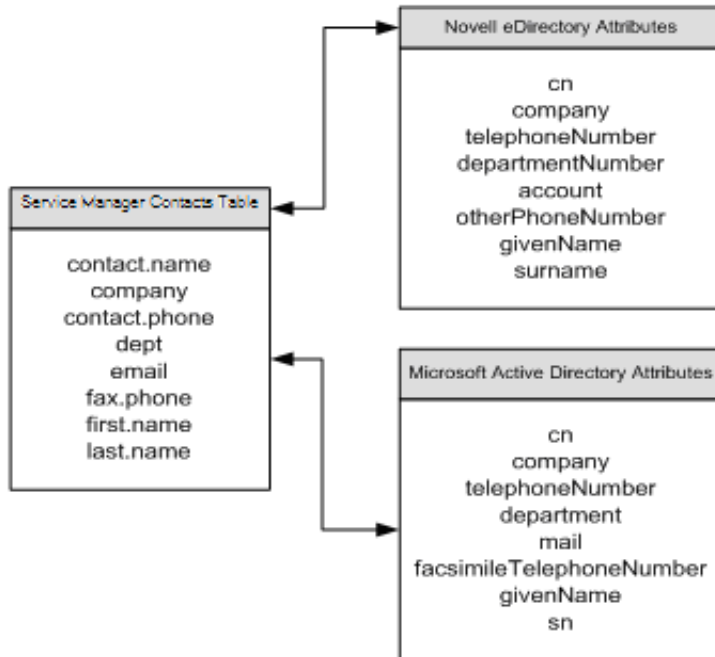 Novell eDirectory Attributes
cn
company
telephoneNumber
departmentNumber
account
otherPhoneNumber
givenName
surname
Service Manager Contacts Table
contact.name
company
contact.phone
dept
email
fax.phone
first.name
last.name
Microsoft Active Directory Attributes
cn
company
telephoneNumber
department
mail
facsimileTelephoneNumber
givenName
sn